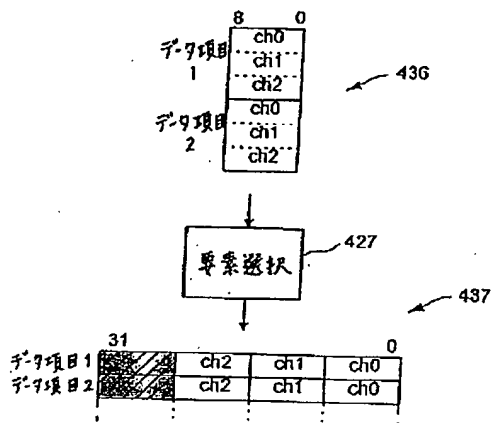 8 0
データ項目
1
ch0
ch1
ch2
データ項目
2
ch0
ch1
ch2
436
要素選択
427
437
31 0
データ項目1 ch2 ch1 ch0
データ項目2 ch2 ch1 ch0